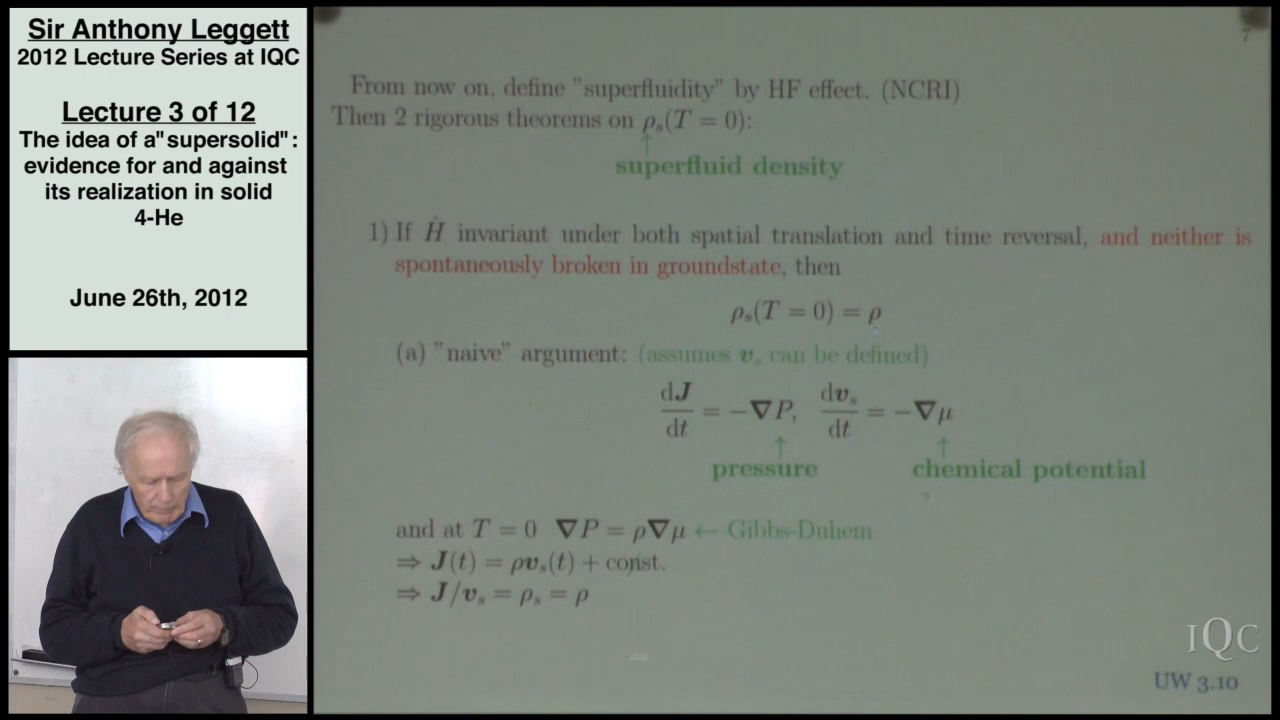 Sir Anthony Leggett
2012 Lecture Series at IQC
Lecture 3 of 12
The idea of a"supersolid":
evidence for and against
its realization in solid
4-He
June 26th, 2012
7
From now on, define "superfluidity" by HF effect. (NCRI)
Then 2 rigorous theorems on ρₛ(T = 0):
↑
superfluid density
1) If Ĥ invariant under both spatial translation and time reversal, and neither is
spontaneously broken in groundstate, then
ρₛ(T = 0) = ρ
(a) "naive" argument: (assumes vₛ can be defined)
dJ/dt = −∇P, dvₛ/dt = −∇μ
↑ ↑
pressure chemical potential
and at T = 0 ∇P = ρ∇μ ← Gibbs-Duhem
⇒ J(t) = ρvₛ(t) + const.
⇒ J/vₛ = ρₛ = ρ
IQC
UW 3.10